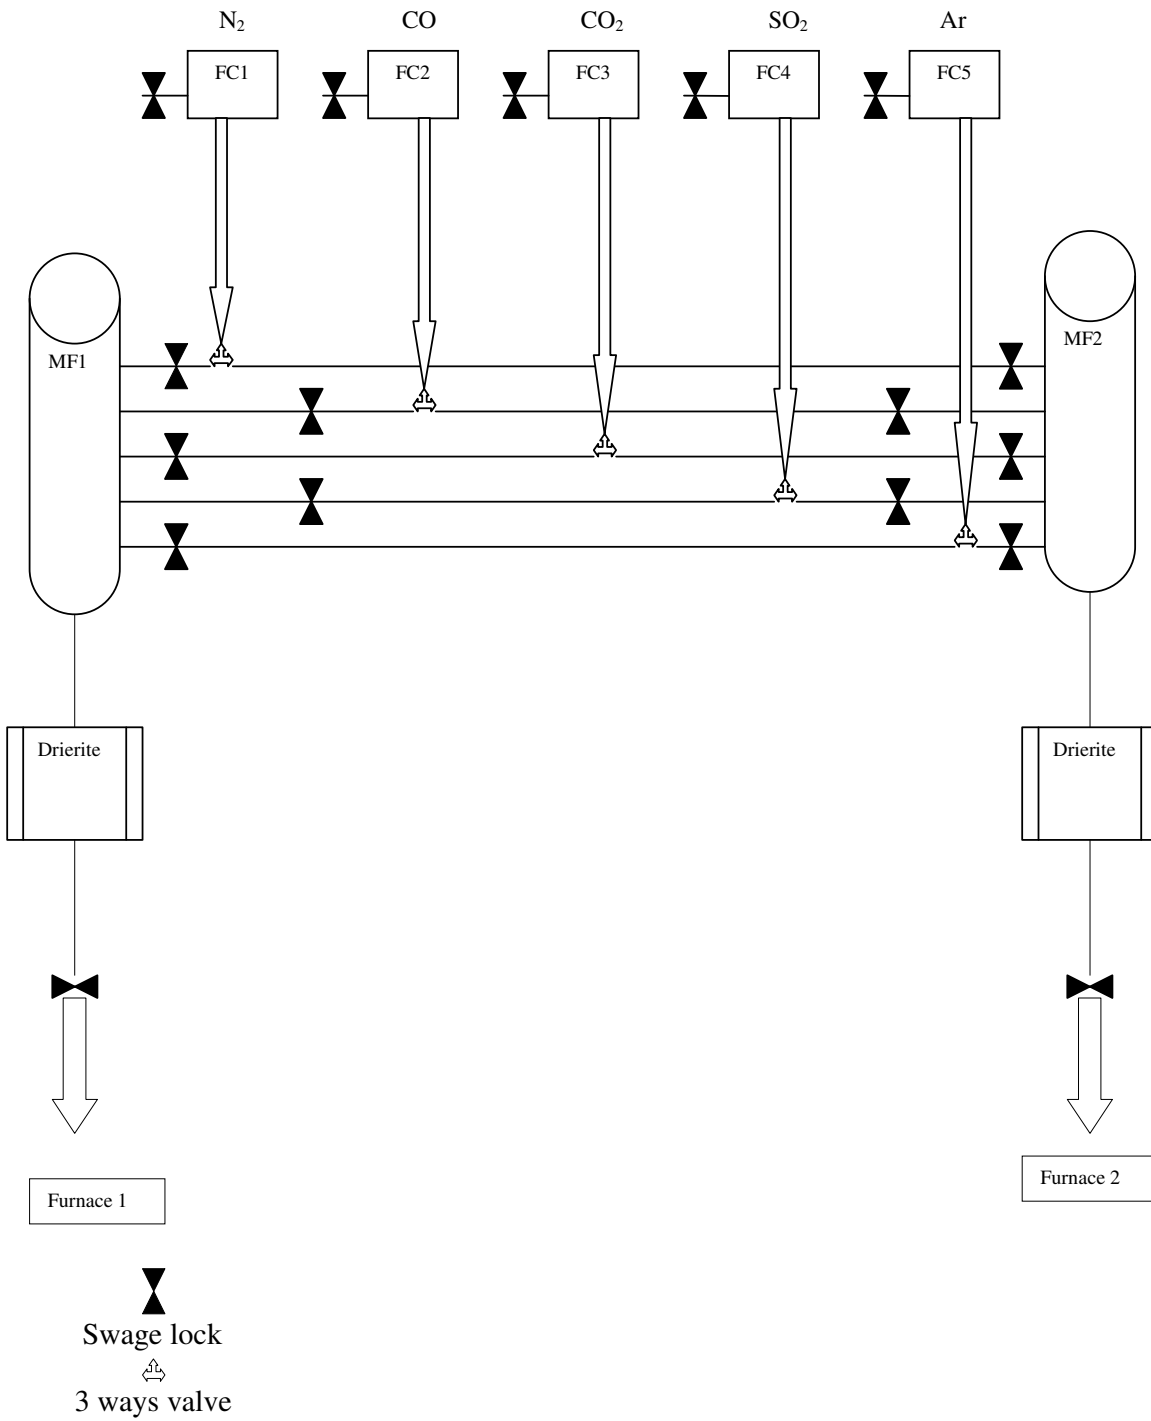 N₂ CO CO₂ SO₂ Ar
FC1 FC2 FC3 FC4 FC5
MF1 MF2
Drierite Drierite
Furnace 1 Furnace 2
Swage lock
3 ways valve